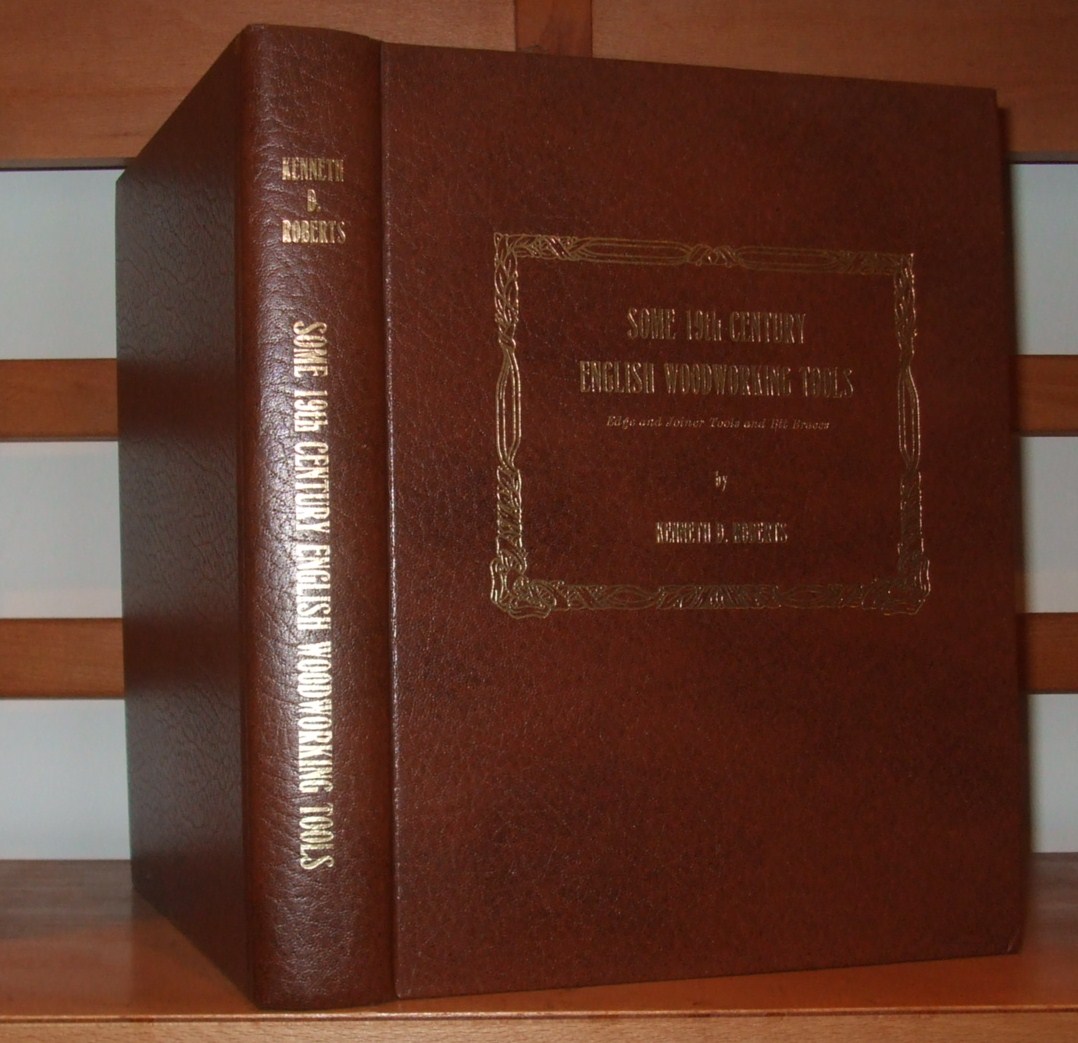 KENNETH
D.
ROBERTS
SOME 19th CENTURY ENGLISH WOODWORKING TOOLS
SOME 19th CENTURY
ENGLISH WOODWORKING TOOLS
Edge and Joiner Tools and Bit Braces
by
KENNETH D. ROBERTS